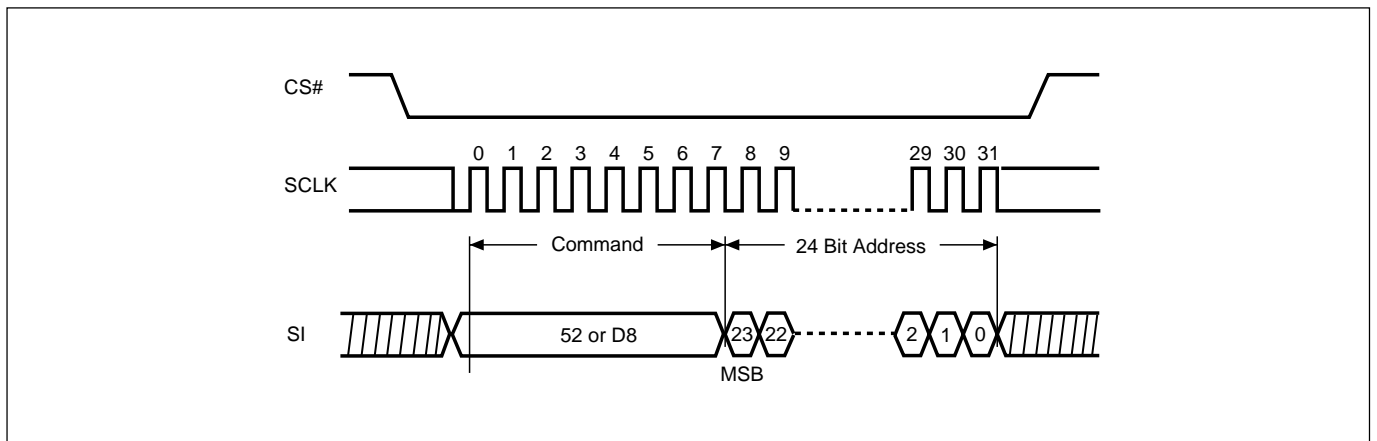 CS#
0 1 2 3 4 5 6 7 8 9 29 30 31
SCLK
Command 24 Bit Address
SI 52 or D8 23 22 2 1 0
MSB